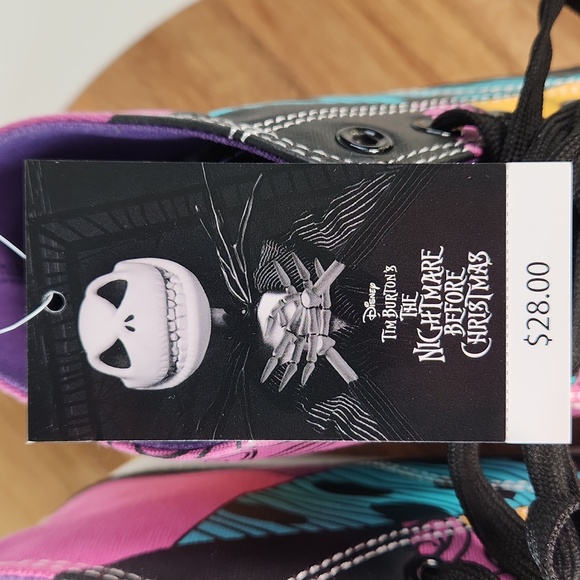 Disney
Tim Burton's
The
Nightmare
Before
Christmas
$28.00